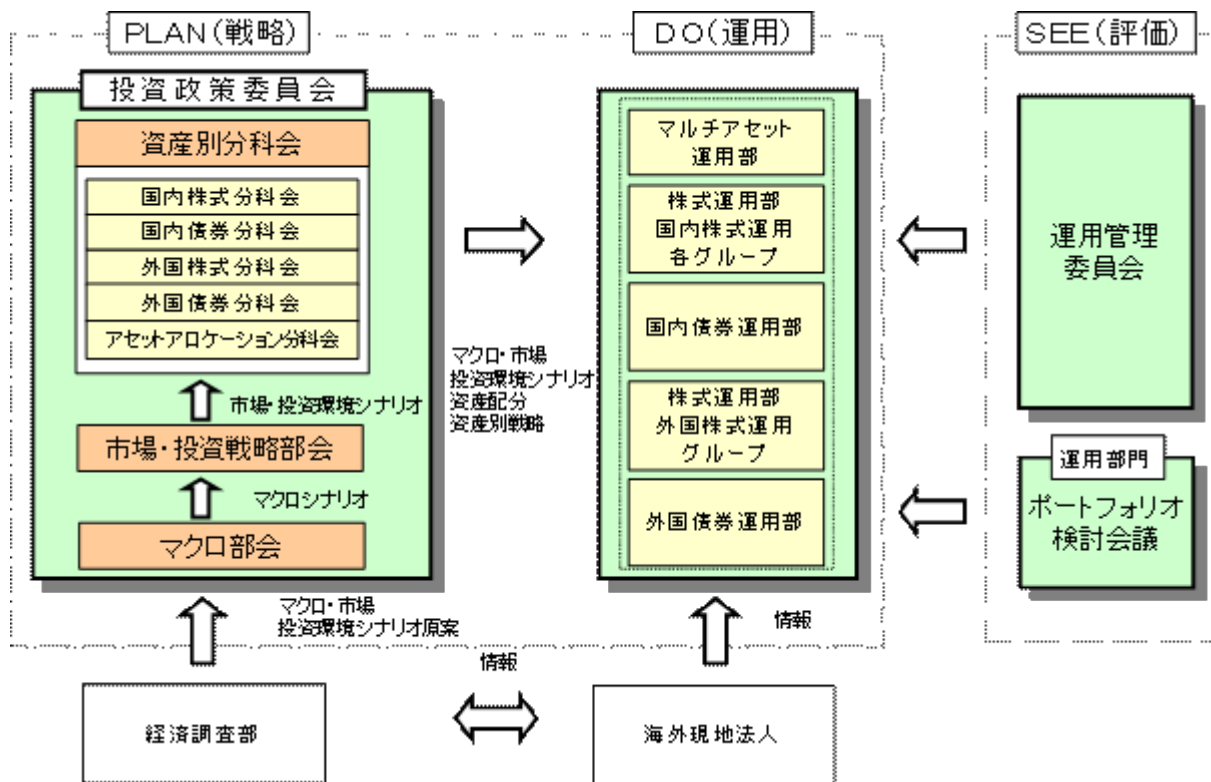 PLAN(戦略)
投資政策委員会
資産別分科会
国内株式分科会
国内債券分科会
外国株式分科会
外国債券分科会
アセットアロケーション分科会
市場・投資環境シナリオ
市場・投資戦略部会
マクロシナリオ
マクロ部会
マクロ・市場
投資環境シナリオ原案
経済調査部
マクロ・市場
投資環境シナリオ
資産配分
資産別戦略
情報
DO(運用)
マルチアセット
運用部
株式運用部
国内株式運用
各グループ
国内債券運用部
株式運用部
外国株式運用
グループ
外国債券運用部
情報
海外現地法人
SEE(評価)
運用管理
委員会
運用部門
ポートフォリオ
検討会議